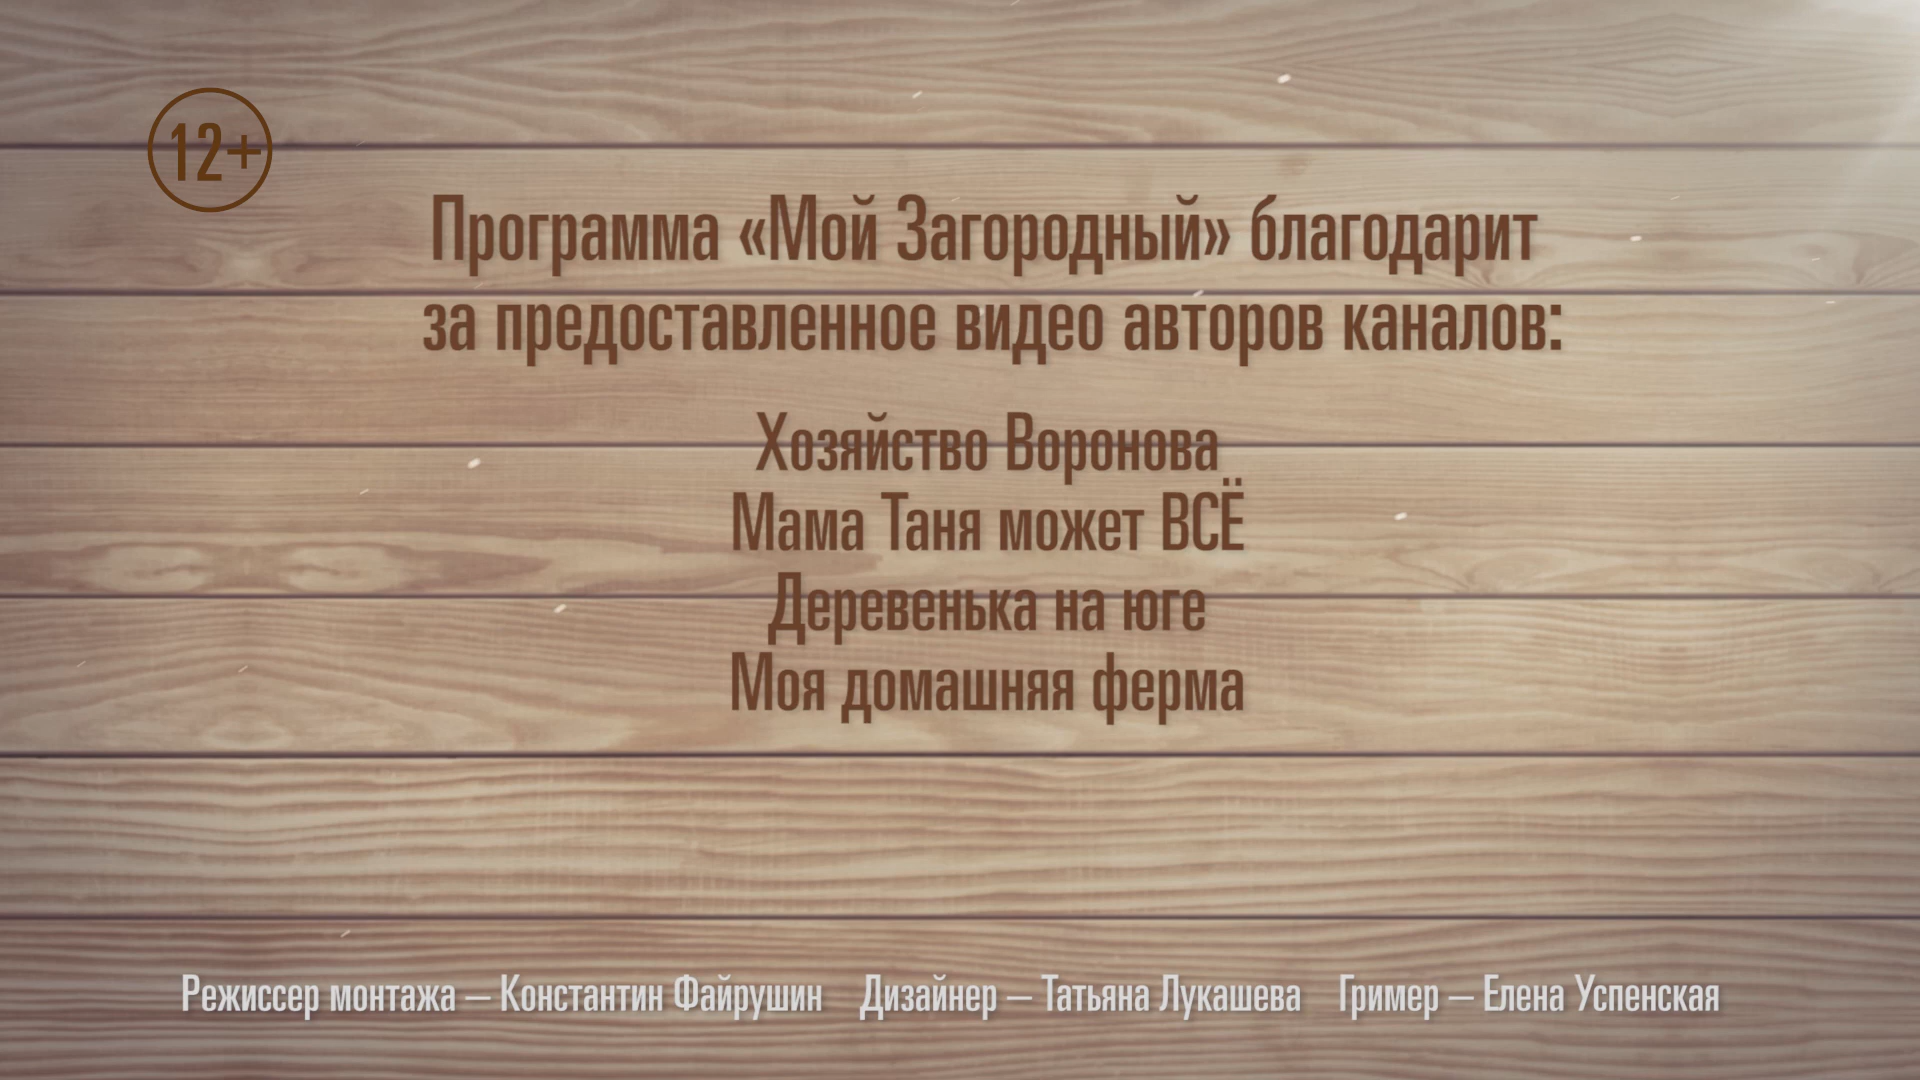 12+
Программа «Мой Загородный» благодарит
за предоставленное видео авторов каналов:
Хозяйство Воронова
Мама Таня может ВСЁ
Деревенька на юге
Моя домашняя ферма
Режиссер монтажа – Константин Файрушин Дизайнер – Татьяна Лукашева Гример – Елена Успенская